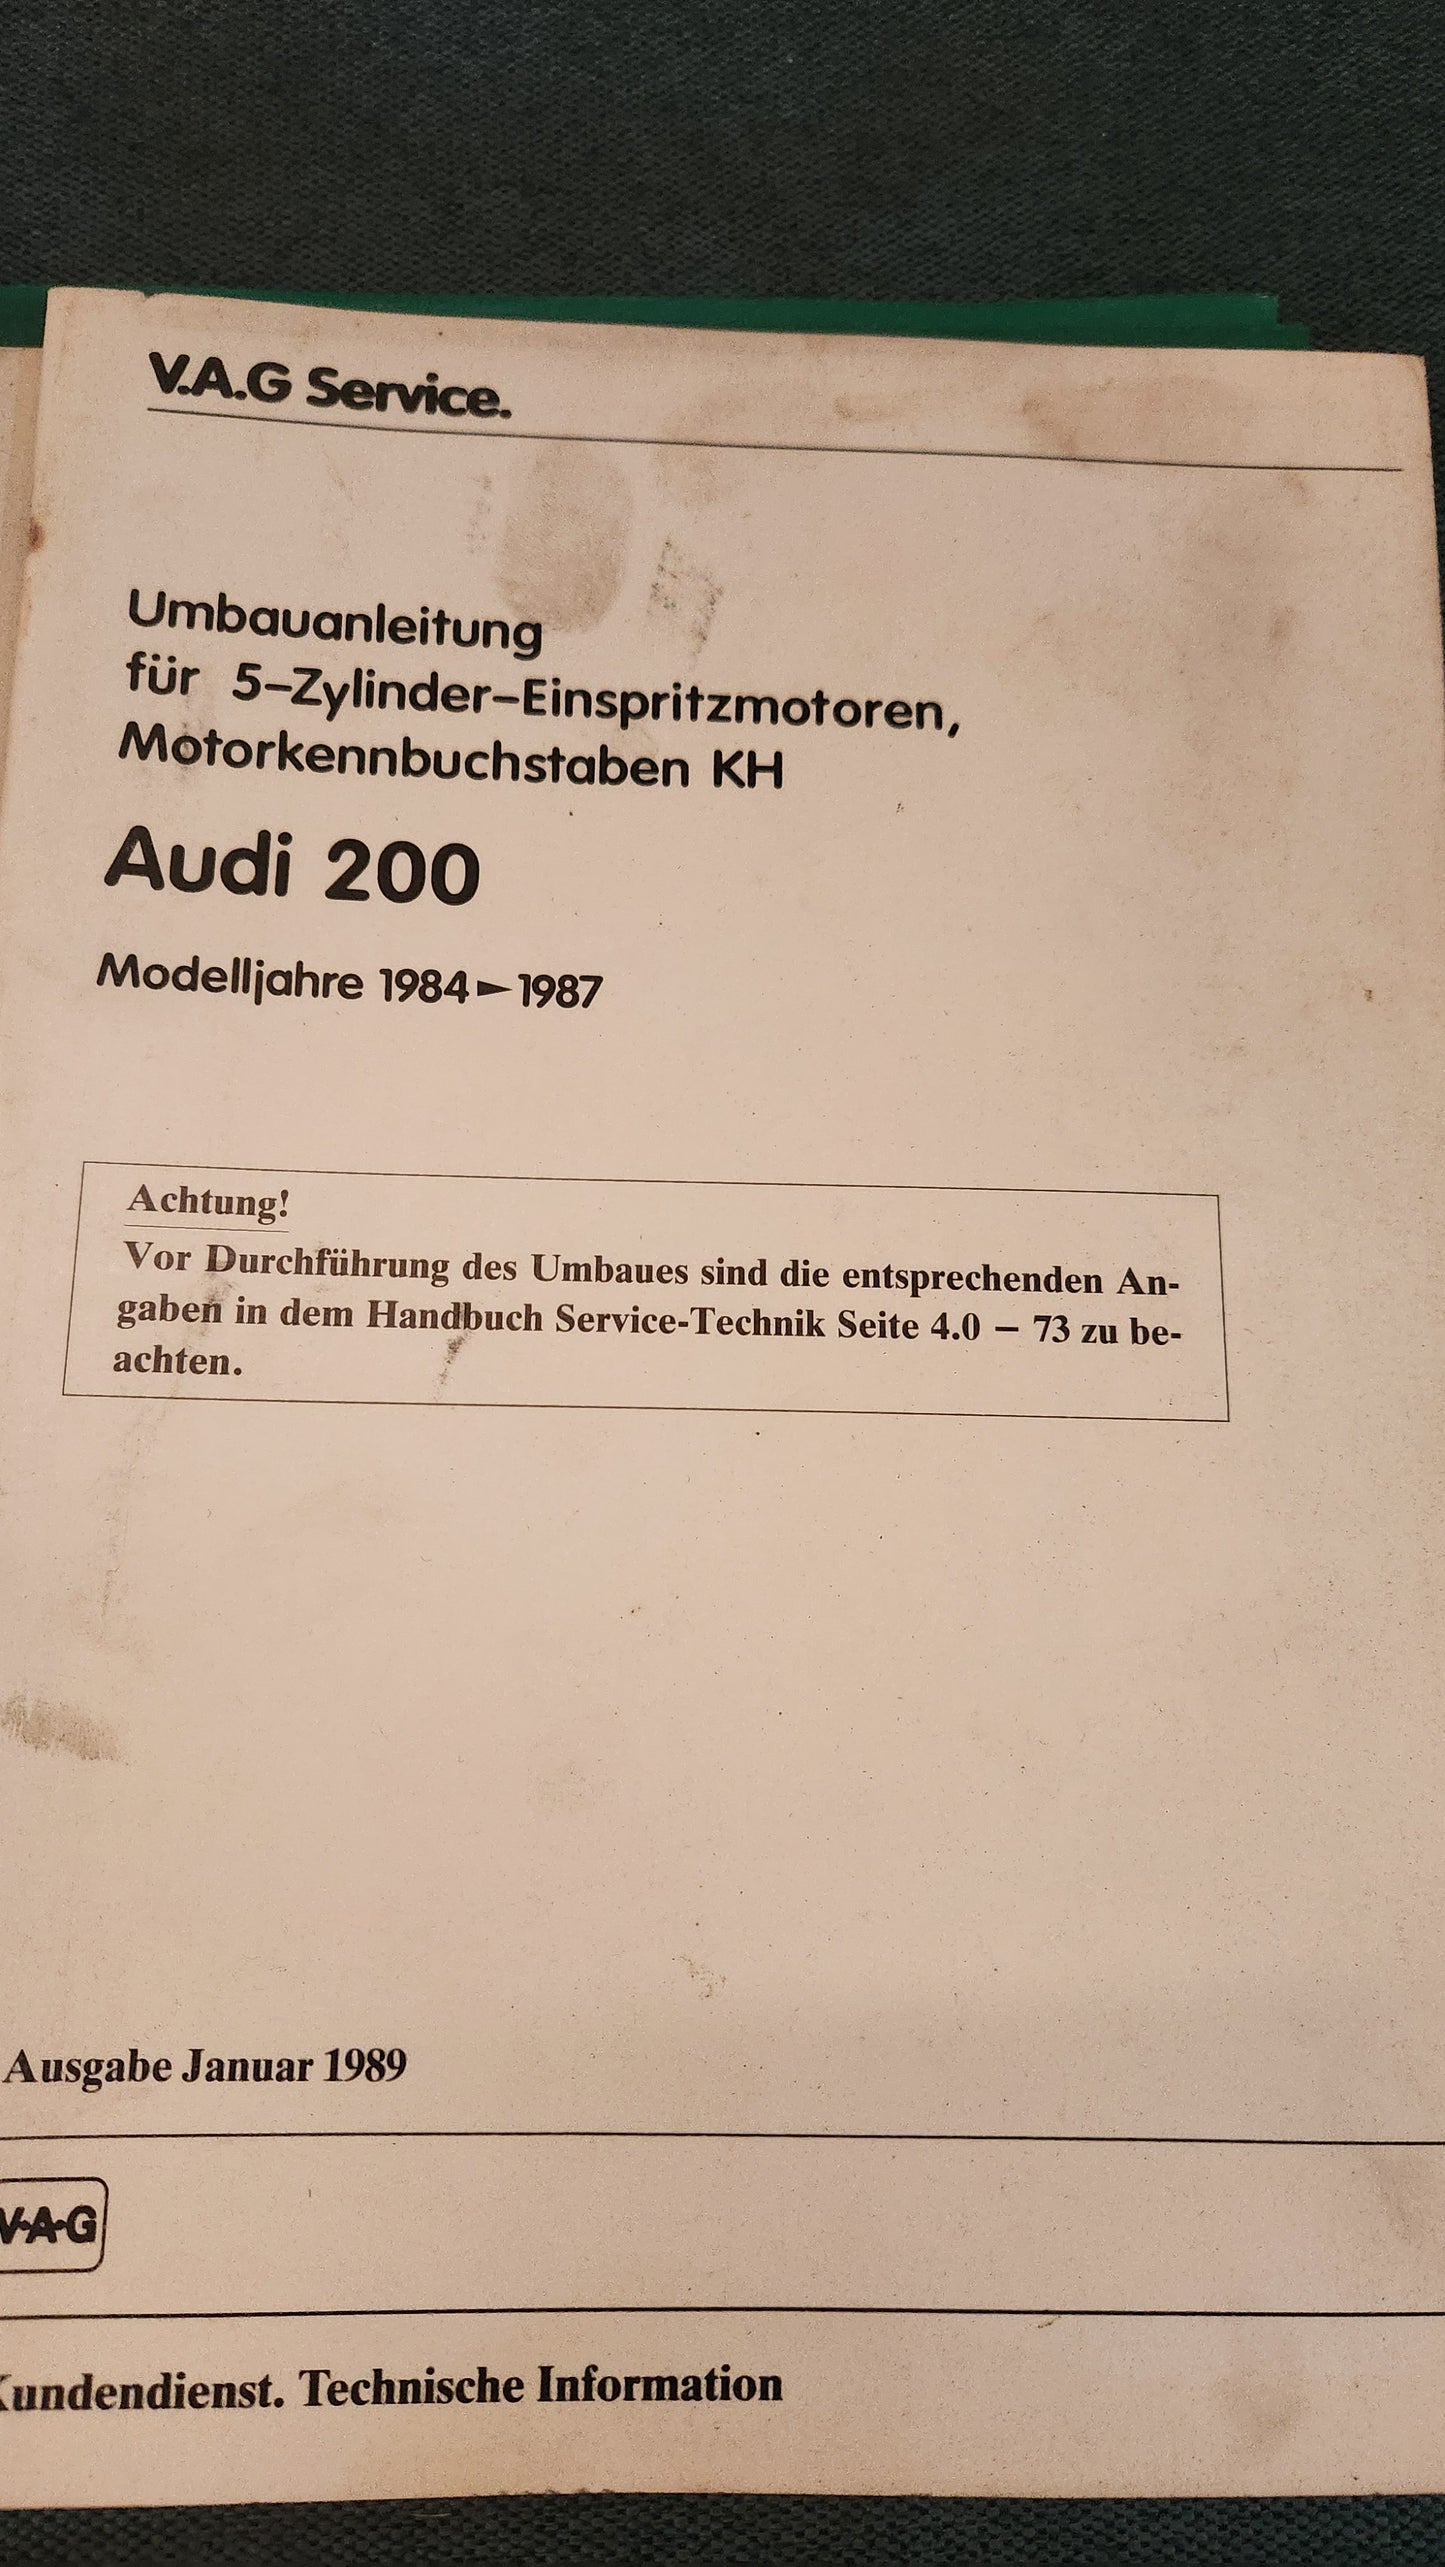 V.A.G Service.
Umbauanleitung
für 5-Zylinder-Einspritzmotoren,
Motorkennbuchstaben KH
Audi 200
Modelljahre 1984►1987
Achtung!
Vor Durchführung des Umbaues sind die entsprechenden An-
gaben in dem Handbuch Service-Technik Seite 4.0 – 73 zu be-
achten.
Ausgabe Januar 1989
V·A·G
Kundendienst. Technische Information